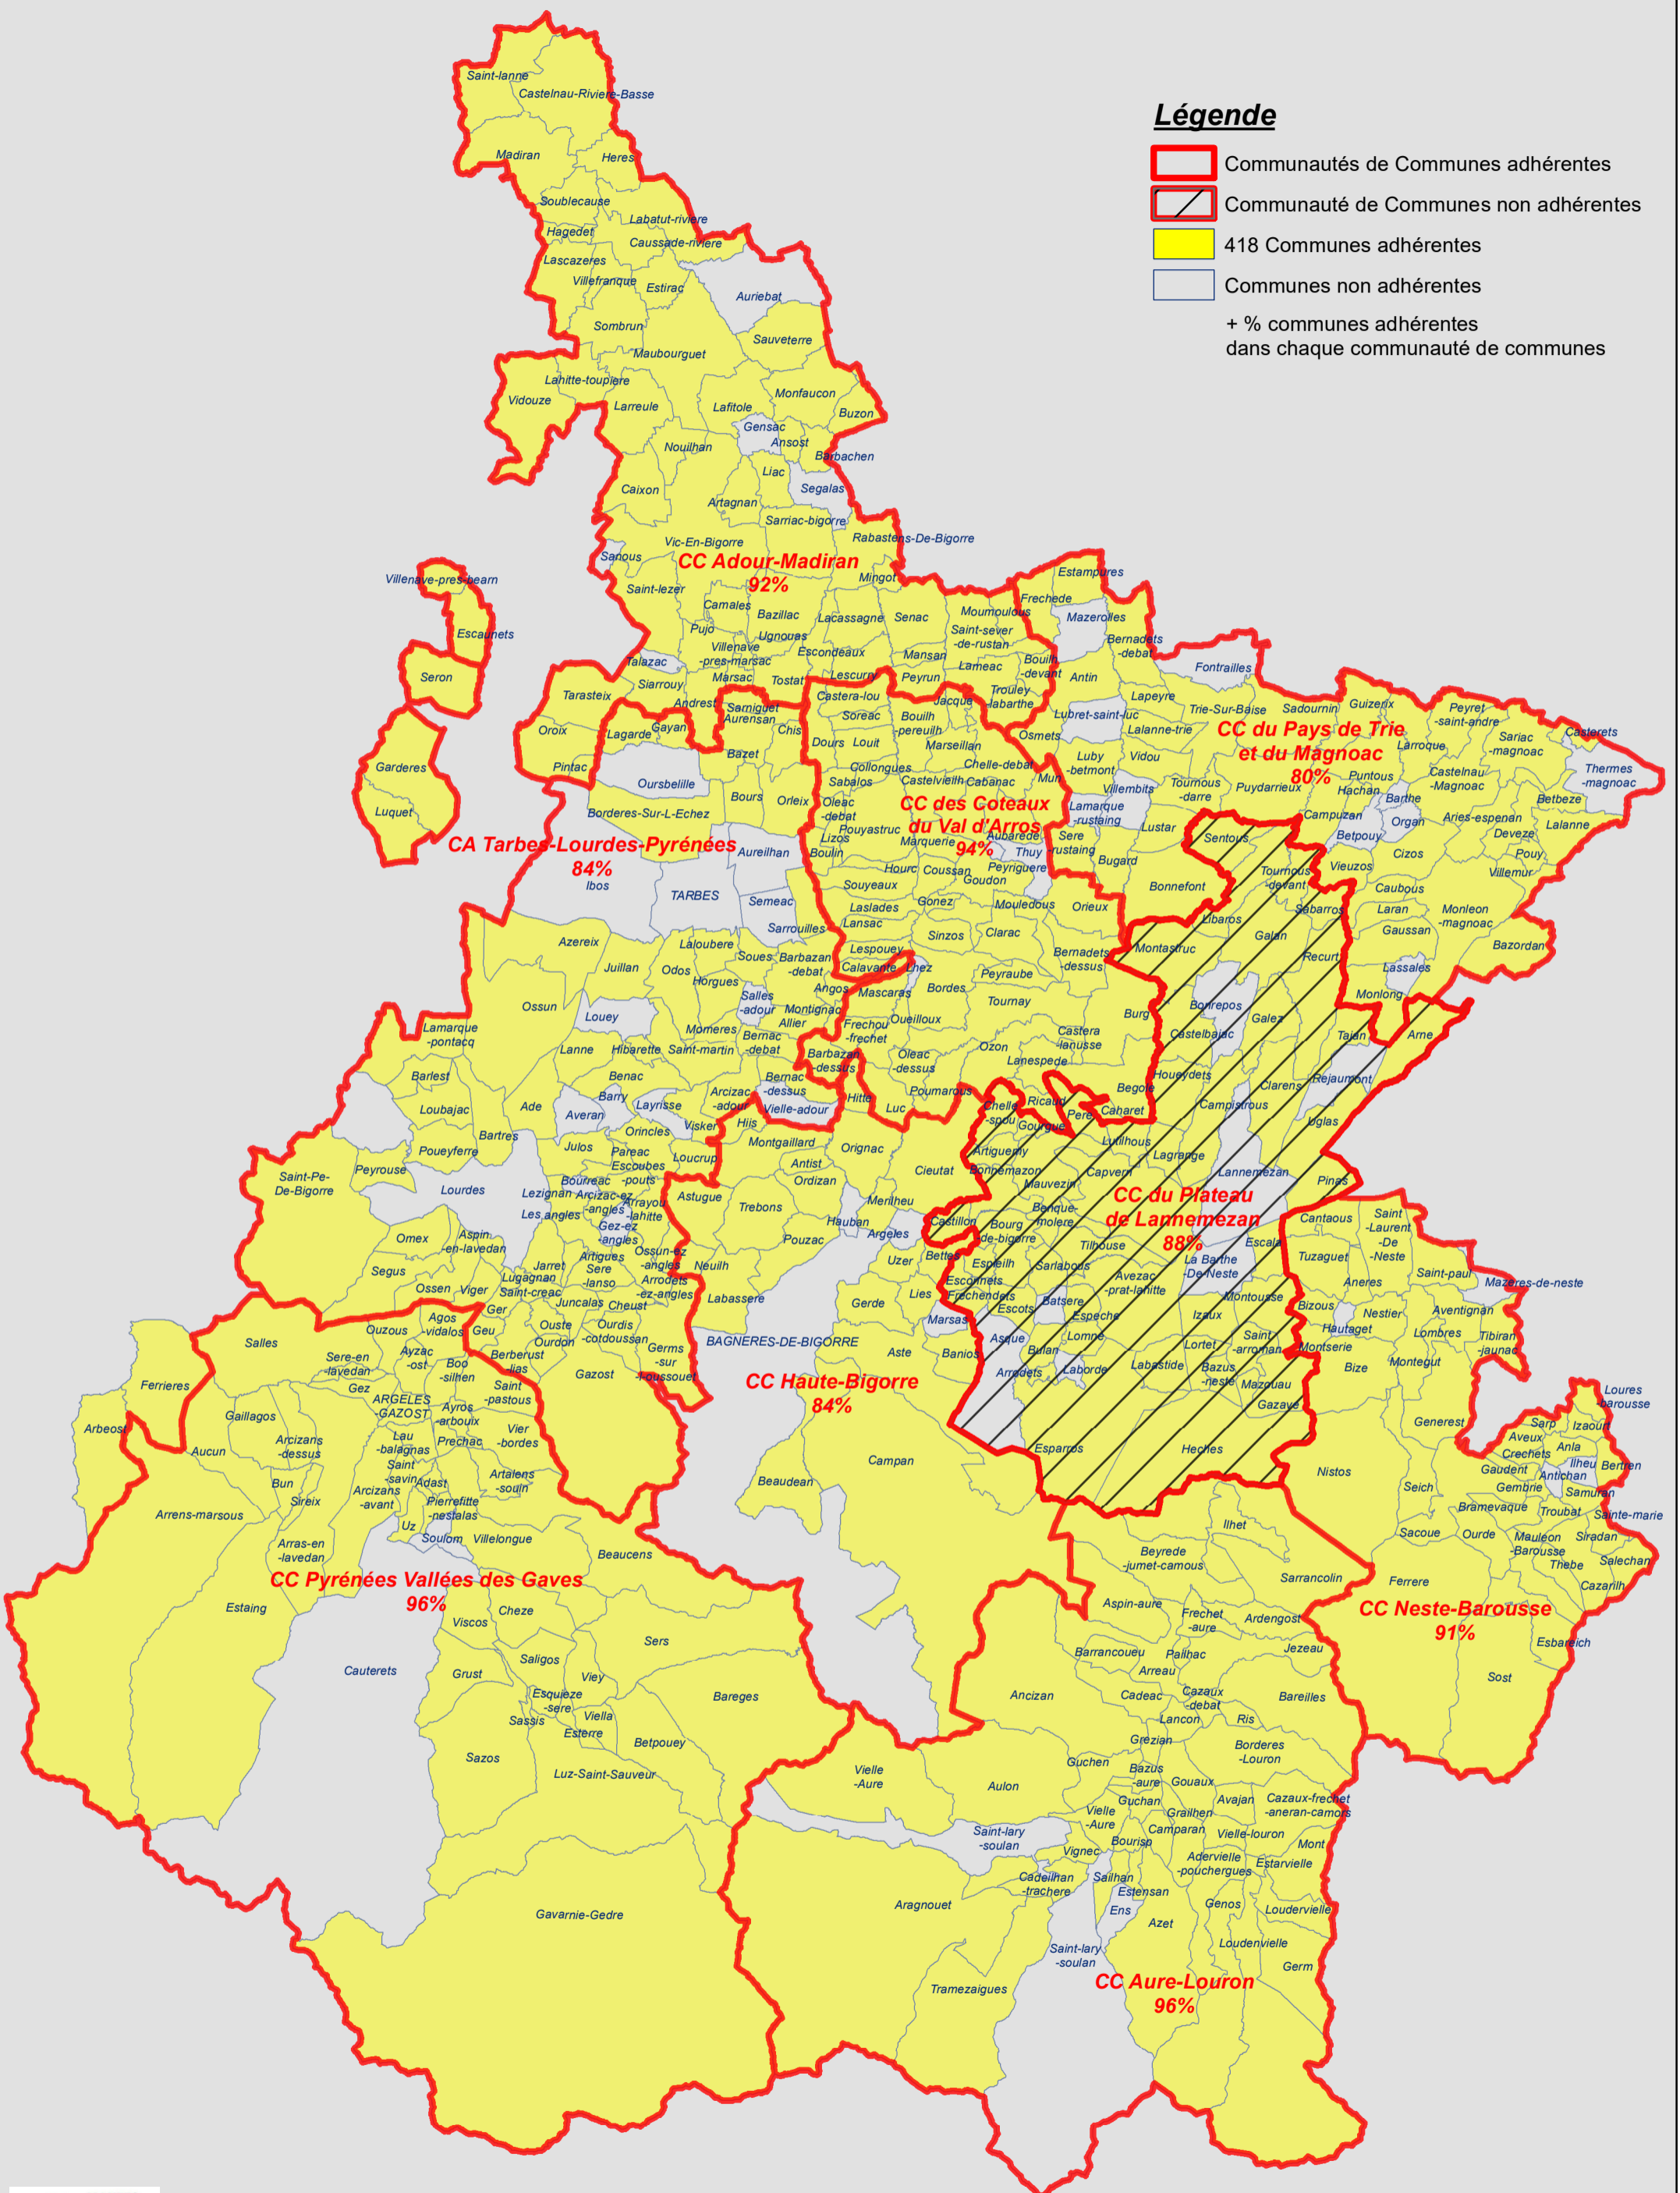 Légende
Communautés de Communes adhérentes
Communauté de Communes non adhérentes
418 Communes adhérentes
Communes non adhérentes
+ % communes adhérentes
dans chaque communauté de communes
Saint-lanne
Castelnau-Riviere-Basse
Madiran
Heres
Soublecause
Labatut-riviere
Hagedet
Caussade-riviere
Lascazeres
Villefranque
Estirac
Auriebat
Sombrun
Sauveterre
Maubourguet
Lahitte-toupiere
Vidouze
Larreule
Lafitole
Monfaucon
Buzon
Gensac
Ansost
Nouilhan
Barbachen
Liac
Caixon
Segalas
Artagnan
Sarriac-bigorre
Vic-En-Bigorre
Rabastens-De-Bigorre
Sanous
CC Adour-Madiran
92%
Mingot
Saint-lezer
Camales
Bazillac
Lacassagne
Senac
Moumoulous
Pujo
Ugnouas
Saint-sever
-de-rustan
Villenave
-pres-marsac
Escondeaux
Mansan
Lameac
Bouilh
-devant
Talazac
Siarrouy
Marsac
Tostat
Lescurry
Peyrun
Trouley
-labarthe
Andrest
Villenave-pres-bearn
Escaunets
Seron
Garderes
Luquet
Tarasteix
Oroix
Pintac
Lagarde
Gayan
Sarniguet
Aurensan
Chis
Bazet
Oursbelille
Bours
Orleix
Borderes-Sur-L-Echez
CA Tarbes-Lourdes-Pyrénées
84%
Ibos
Aureilhan
TARBES
Semeac
Sarrouilles
Azereix
Laloubere
Soues
Barbazan
-debat
Juillan
Odos
Horgues
Angos
Ossun
Louey
Salles
-adour
Montignac
Allier
Momeres
Bernac
-debat
Lamarque
-pontacq
Lanne
Hibarette
Saint-martin
Barbazan
-dessus
Barlest
Benac
Bernac
-dessus
Arcizac
-adour
Vielle-adour
Loubajac
Ade
Averan
Barry
Layrisse
Visker
Hiis
Bartres
Orincles
Poueyferre
Julos
Pareac
Escoubes
-pouts
Loucrup
Peyrouse
Saint-Pe-
De-Bigorre
Lourdes
Bourreac
Lezignan
Arcizac-ez
-angles
Arrayou
-lahitte
Les angles
Gez-ez
-angles
Omex
Aspin
-en-lavedan
Artigues
Ossun-ez
-angles
Segus
Jarret
Sere
-lanso
Lugagnan
Arrodets
-ez-angles
Ossen
Viger
Saint-creac
Juncalas
Cheust
Ger
Geu
Ouste
Ourdis
-cotdoussan
Ourdon
Germs
-sur
-l-oussouet
Berberust
-lias
Gazost
Castera-lou
Jacque
Soreac
Bouilh
-pereuilh
Dours
Louit
Marseillan
Collongues
Chelle-debat
Sabalos
Castelvieilh
Cabanac
Mun
Oleac
-debat
CC des Coteaux
du Val d'Arros
94%
Pouyastruc
Aubarede
Lizos
Marquerie
Thuy
Boulin
Hourc
Coussan
Peyriguere
Goudon
Souyeaux
Gonez
Mouledous
Orieux
Laslades
Lansac
Sinzos
Clarac
Lespouey
Bernadets
-dessus
Calavante
Lhez
Peyraube
Mascaras
Bordes
Tournay
Oueilloux
Burg
Frechou
-frechet
Castera
-lanusse
Ozon
Oleac
-dessus
Lanespede
Begole
Hitte
Luc
Poumarous
Ricaud
Caharet
Estampures
Frechede
Mazerolles
Bernadets
-debat
Fontrailles
Antin
Lapeyre
Lubret-saint-luc
Trie-Sur-Baise
Sadournin
Guizerix
Peyret
-saint-andre
Lalanne-trie
Osmets
CC du Pays de Trie
et du Magnoac
80%
Larroque
Sariac
-magnoac
Casterets
Luby
-betmont
Vidou
Thermes
-magnoac
Villembits
Tournous
-darre
Puydarrieux
Puntous
Hachan
Castelnau
-Magnoac
Barthe
Betbeze
Lamarque
-rustaing
Campuzan
Organ
Aries-espenan
Lalanne
Sere
-rustaing
Lustar
Betpouy
Deveze
Cizos
Pouy
Bugard
Vieuzos
Villemur
Bonnefont
Caubous
Laran
Monleon
-magnoac
Gaussan
Bazordan
Lassales
Monlong
Sentous
Tournous
-devant
Sabarros
Libaros
Galan
Montastruc
Recurt
Bonrepos
Galez
Castelbajac
Tajan
Arne
Houeydets
Clarens
Rejaumont
Chelle
-spou
Pere
Campistrous
Gourgue
Uglas
Lutilhous
Artiguemy
Lagrange
Bonnemazon
Capvern
Lannemezan
Mauvezin
Pinas
CC du Plateau
de Lannemezan
88%
Benque-
molere
Castillon
Bourg
-de-bigorre
Tilhouse
Escala
La Barthe
-De-Neste
Espieilh
Sarlabous
Avezac
-prat-lahitte
Esconnets
Frechendets
Montousse
Escots
Batsere
Espeche
Izaux
Asque
Bulan
Lomne
Lortet
Saint
-arroman
Arrodets
Laborde
Labastide
Bazus
-neste
Mazouau
Gazave
Esparros
Heches
Montgaillard
Orignac
Antist
Ordizan
Cieutat
Astugue
Trebons
Merilheu
Hauban
Argeles
Pouzac
Uzer
Bettes
Neuilh
Labassere
Gerde
Lies
Marsas
BAGNERES-DE-BIGORRE
Aste
Banios
CC Haute-Bigorre
84%
Campan
Beaudean
Cantaous
Saint
-Laurent
-De
-Neste
Tuzaguet
Saint-paul
Mazeres-de-neste
Aneres
Bizous
Nestier
Aventignan
Hautaget
Lombres
Tibiran
-jaunac
Montserie
Bize
Montegut
Generest
Loures
-barousse
Sarp
Izaourt
Aveux
Anla
Crechets
Ilheu
Bertren
Gaudent
Antichan
Nistos
Seich
Gembrie
Samuran
Bramevaque
Troubat
Sainte-marie
Sacoue
Ourde
Mauleon
-Barousse
Siradan
Thebe
Salechan
Ferrere
Cazarilh
CC Neste-Barousse
91%
Esbareich
Sost
Salles
Ouzous
Agos
-vidalos
Ayzac
-ost
Sere-en
-lavedan
Boo
-silhen
Gez
Saint
-pastous
Ferrieres
ARGELES
-GAZOST
Ayros
-arbouix
Gaillagos
Arbeost
Vier
-bordes
Lau
-balagnas
Prechac
Arcizans
-dessus
Aucun
Saint
-savin
Adast
Artalens
-souin
Bun
Arcizans
-avant
Sireix
Pierrefitte
-nestalas
Arrens-marsous
Uz
Soulom
Villelongue
Arras-en
-lavedan
Beaucens
CC Pyrénées Vallées des Gaves
96%
Estaing
Cheze
Viscos
Sers
Saligos
Cauterets
Grust
Viey
Esquieze
-sere
Bareges
Sassis
Viella
Esterre
Betpouey
Sazos
Luz-Saint-Sauveur
Gavarnie-Gedre
Ilhet
Beyrede
-jumet-camous
Sarrancolin
Aspin-aure
Frechet
-aure
Ardengost
Barrancoueu
Pailhac
Jezeau
Arreau
Ancizan
Cadeac
Cazaux
-debat
Bareilles
Lancon
Ris
Grezian
Borderes
-Louron
Guchen
Vielle
-Aure
Aulon
Bazus
-aure
Gouaux
Guchan
Avajan
Cazaux-frechet
-aneran-camors
Vielle
-Aure
Grailhen
Camparan
Vielle-louron
Saint-lary
-soulan
Bourisp
Mont
Vignec
Adervielle
-pouchergues
Estarvielle
Cadeilhan
-trachere
Sailhan
Estensan
Aragnouet
Ens
Genos
Loudervielle
Azet
Saint-lary
-soulan
Loudenvielle
Germ
Tramezaigues
CC Aure-Louron
96%